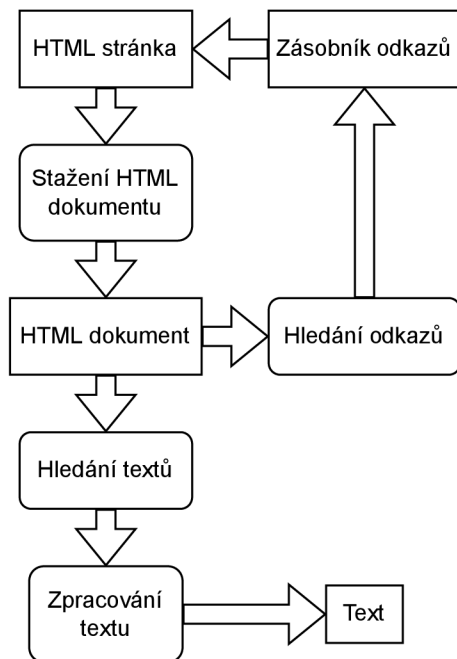 HTML stránka
Zásobník odkazů
Stažení HTML
dokumentu
HTML dokument
Hledání odkazů
Hledání textů
Zpracování
textu
Text